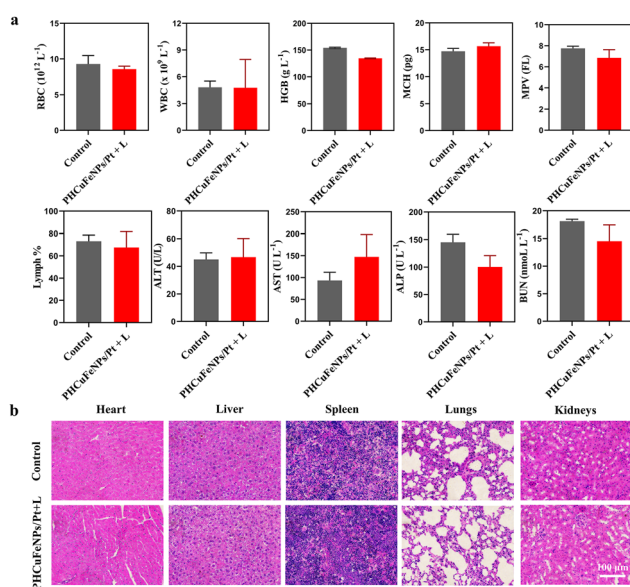 a
RBC (10¹² L⁻¹)
15
10
5
0
Control
PHCuFeNPs/Pt + L
WBC (x 10⁹ L⁻¹)
12
9
6
3
0
Control
PHCuFeNPs/Pt + L
HGB (g L⁻¹)
200
150
100
50
0
Control
PHCuFeNPs/Pt + L
MCH (pg)
20
15
10
5
0
Control
PHCuFeNPs/Pt + L
MPV (FL)
10
8
6
4
2
0
Control
PHCuFeNPs/Pt + L
Lymph %
100
80
60
40
20
0
Control
PHCuFeNPs/Pt + L
ALT (U/L)
80
60
40
20
0
Control
PHCuFeNPs/Pt + L
AST (U L⁻¹)
250
200
150
100
50
0
Control
PHCuFeNPs/Pt + L
ALP (U L⁻¹)
200
150
100
50
0
Control
PHCuFeNPs/Pt + L
BUN (nmoL L⁻¹)
20
15
10
5
0
Control
PHCuFeNPs/Pt + L
b
Heart
Liver
Spleen
Lungs
Kidneys
Control
PHCuFeNPs/Pt+L
100 μm